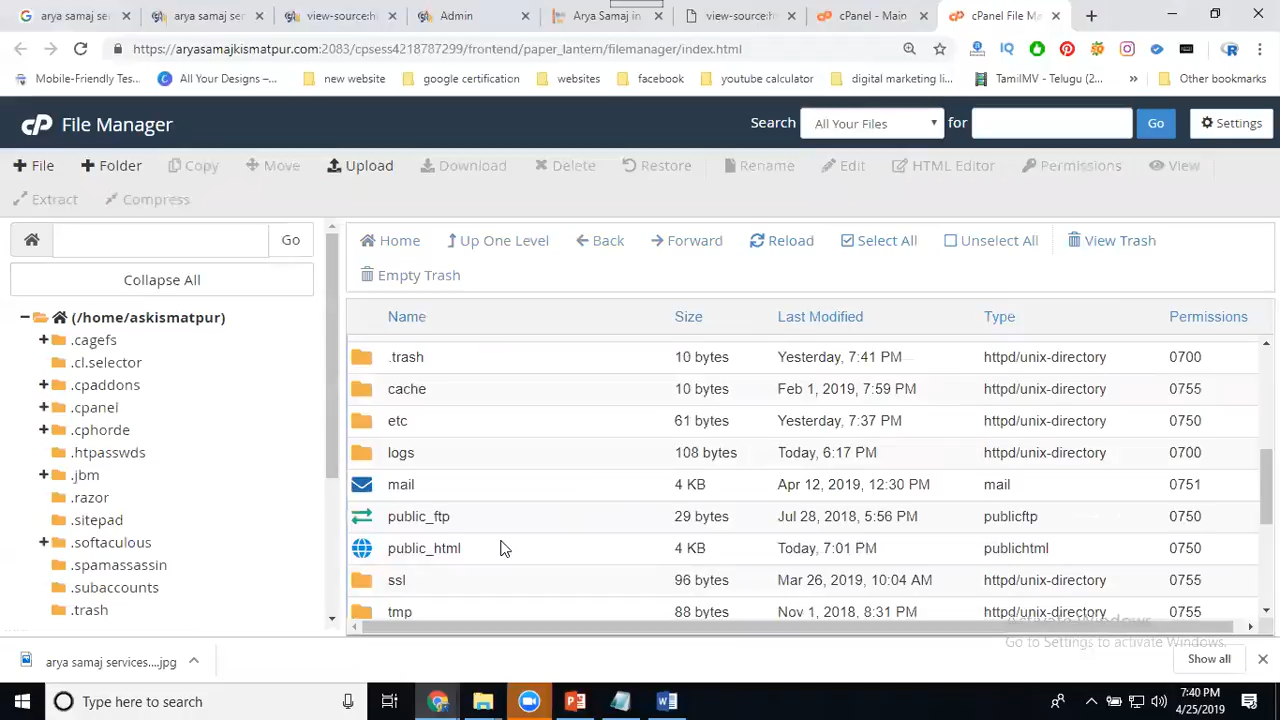 arya samaj ser
arya samaj ser
view-source:ht
Admin
Arya Samaj in
view-source:ht
cPanel - Main
cPanel File Ma
https://aryasamajkismatpur.com:2083/cpsess4218787299/frontend/paper_lantern/filemanager/index.html
Mobile-Friendly Tes...
All Your Designs –...
new website
google certification
websites
facebook
youtube calculator
digital marketing li...
TamilMV - Telugu (2...
»
Other bookmarks
cP File Manager
Search All Your Files for Go Settings
File Folder Copy Move Upload Download Delete Restore Rename Edit HTML Editor Permissions View
Extract Compress
Go
Home Up One Level Back Forward Reload Select All Unselect All View Trash
Empty Trash
Collapse All
(/home/askismatpur)
.cagefs
.cl.selector
.cpaddons
.cpanel
.cphorde
.htpasswds
.jbm
.razor
.sitepad
.softaculous
.spamassassin
.subaccounts
.trash
Name Size Last Modified Type Permissions
.trash 10 bytes Yesterday, 7:41 PM httpd/unix-directory 0700
cache 10 bytes Feb 1, 2019, 7:59 PM httpd/unix-directory 0755
etc 61 bytes Yesterday, 7:37 PM httpd/unix-directory 0750
logs 108 bytes Today, 6:17 PM httpd/unix-directory 0700
mail 4 KB Apr 12, 2019, 12:30 PM mail 0751
public_ftp 29 bytes Jul 28, 2018, 5:56 PM publicftp 0750
public_html 4 KB Today, 7:01 PM publichtml 0750
ssl 96 bytes Mar 26, 2019, 10:04 AM httpd/unix-directory 0755
tmp 88 bytes Nov 1, 2018, 8:31 PM httpd/unix-directory 0755
Activate Windows
Go to Settings to activate Windows.
arya samaj services....jpg
Show all
Type here to search
7:40 PM
4/25/2019